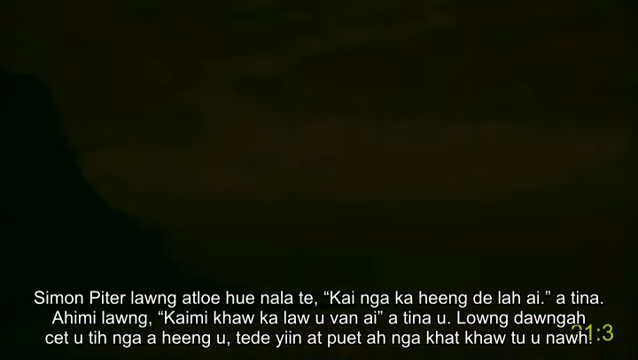 Simon Piter lawng atloe hue nala te, “Kai nga ka heeng de lah ai.” a tina.
Ahimi lawng, “Kaimi khaw ka law u van ai” a tina u. Lowng dawngah
cet u tih nga a heeng u, tede yiin at puet ah nga khat khaw tu u nawh!
21:3